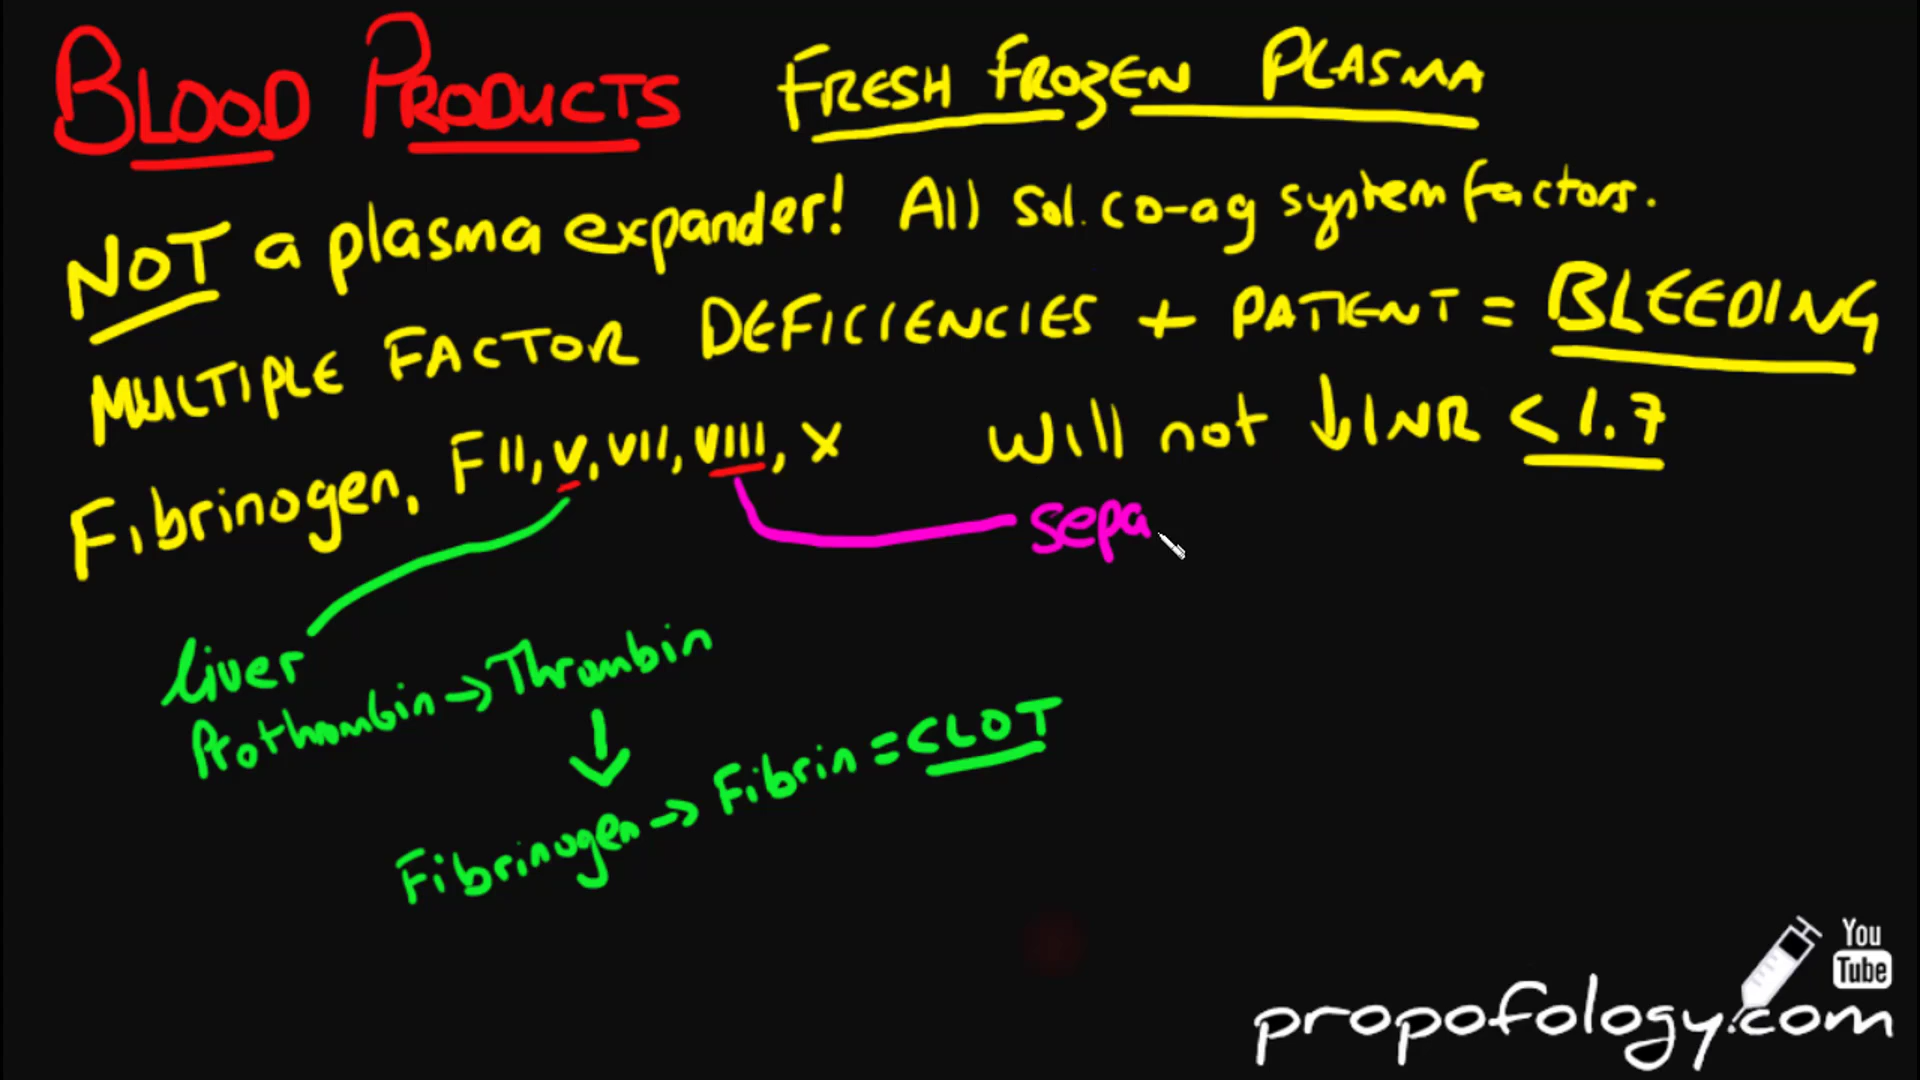 BLOOD PRODUCTS FRESH FROZEN PLASMA
NOT a plasma expander! All sol. co-ag system factors.
MULTIPLE FACTOR DEFICIENCIES + PATIENT = BLEEDING
Fibrinogen, FII, V, VII, VIII, X Will not ↓INR < 1.7
sepa
liver
Prothrombin → Thrombin
↓
Fibrinogen → Fibrin = CLOT
You Tube
propofology.com